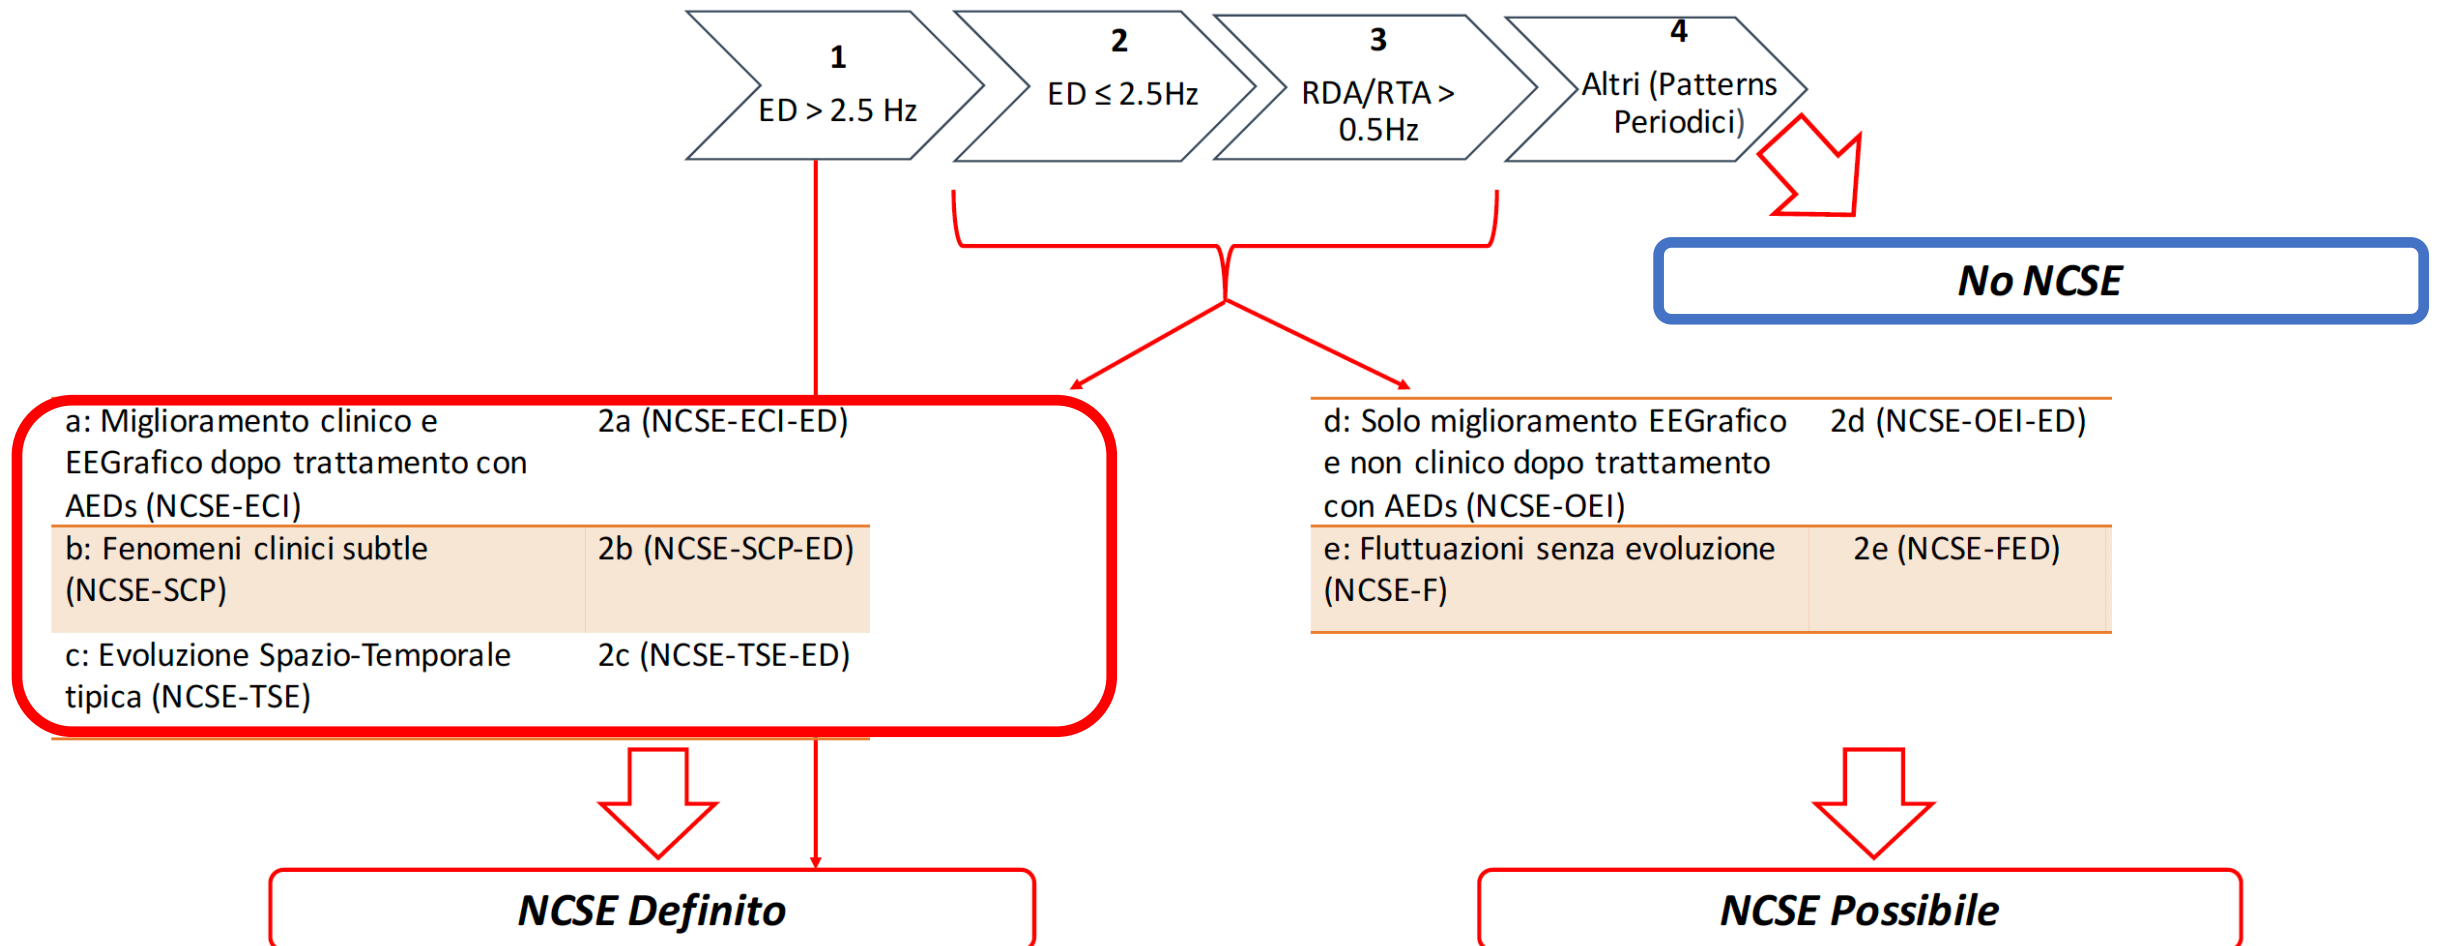 1
ED > 2.5 Hz
2
ED ≤ 2.5Hz
3
RDA/RTA >
0.5Hz
4
Altri (Patterns
Periodici)
No NCSE
a: Miglioramento clinico e
EEGrafico dopo trattamento con
AEDs (NCSE-ECI)
2a (NCSE-ECI-ED)
b: Fenomeni clinici subtle
(NCSE-SCP)
2b (NCSE-SCP-ED)
c: Evoluzione Spazio-Temporale
tipica (NCSE-TSE)
2c (NCSE-TSE-ED)
d: Solo miglioramento EEGrafico
e non clinico dopo trattamento
con AEDs (NCSE-OEI)
2d (NCSE-OEI-ED)
e: Fluttuazioni senza evoluzione
(NCSE-F)
2e (NCSE-FED)
NCSE Definito
NCSE Possibile